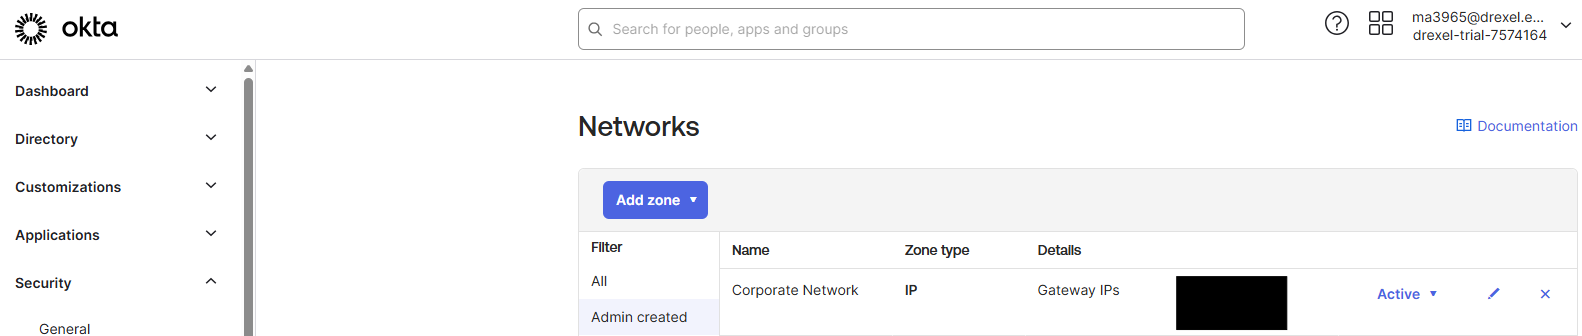 okta
Search for people, apps and groups
ma3965@drexel.e...
drexel-trial-7574164
Dashboard
Directory
Customizations
Applications
Security
General
Networks
Documentation
Add zone
Filter
All
Admin created
Name Zone type Details
Corporate Network IP Gateway IPs Active